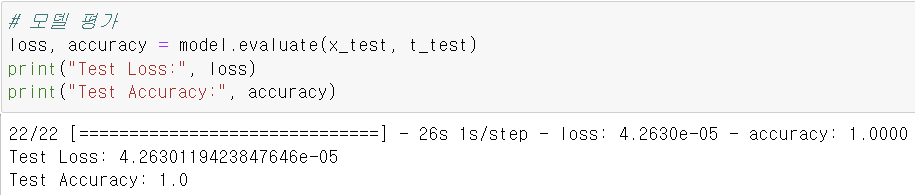 # 모델 평가
loss, accuracy = model.evaluate(x_test, t_test)
print("Test Loss:", loss)
print("Test Accuracy:", accuracy)
22/22 [==============================] - 26s 1s/step - loss: 4.2630e-05 - accuracy: 1.0000
Test Loss: 4.2630119423847646e-05
Test Accuracy: 1.0